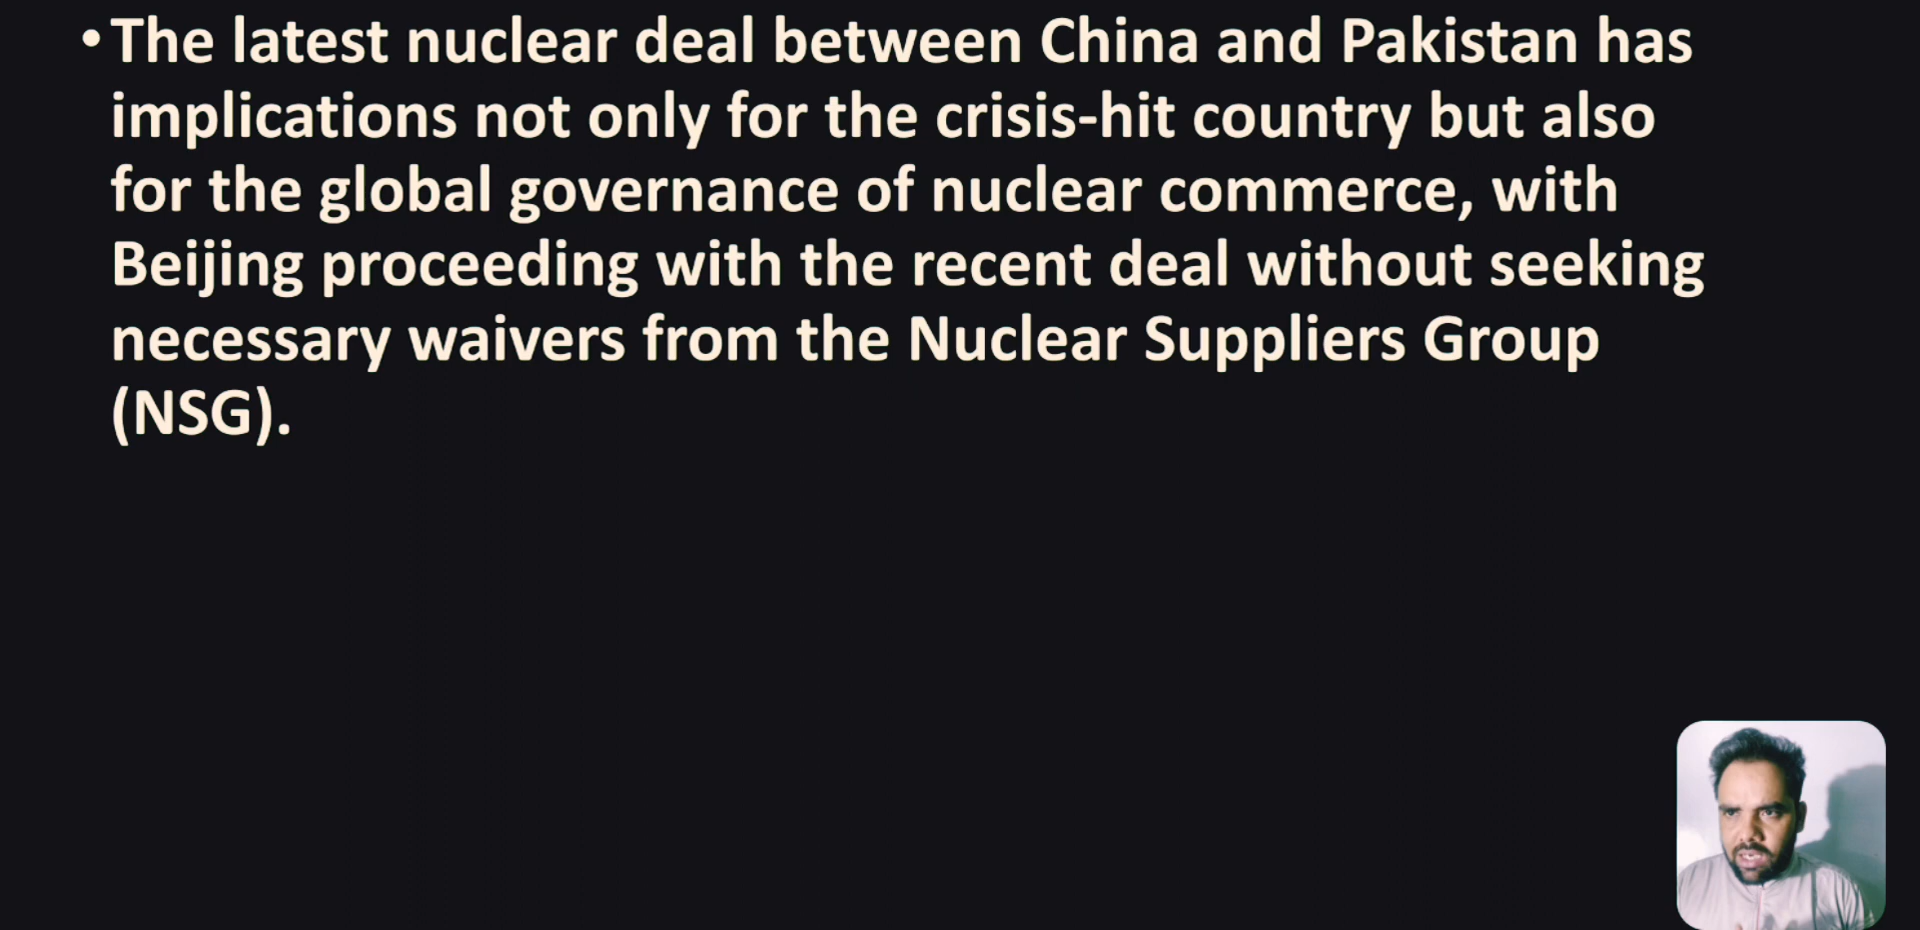 •The latest nuclear deal between China and Pakistan has
implications not only for the crisis-hit country but also
for the global governance of nuclear commerce, with
Beijing proceeding with the recent deal without seeking
necessary waivers from the Nuclear Suppliers Group
(NSG).